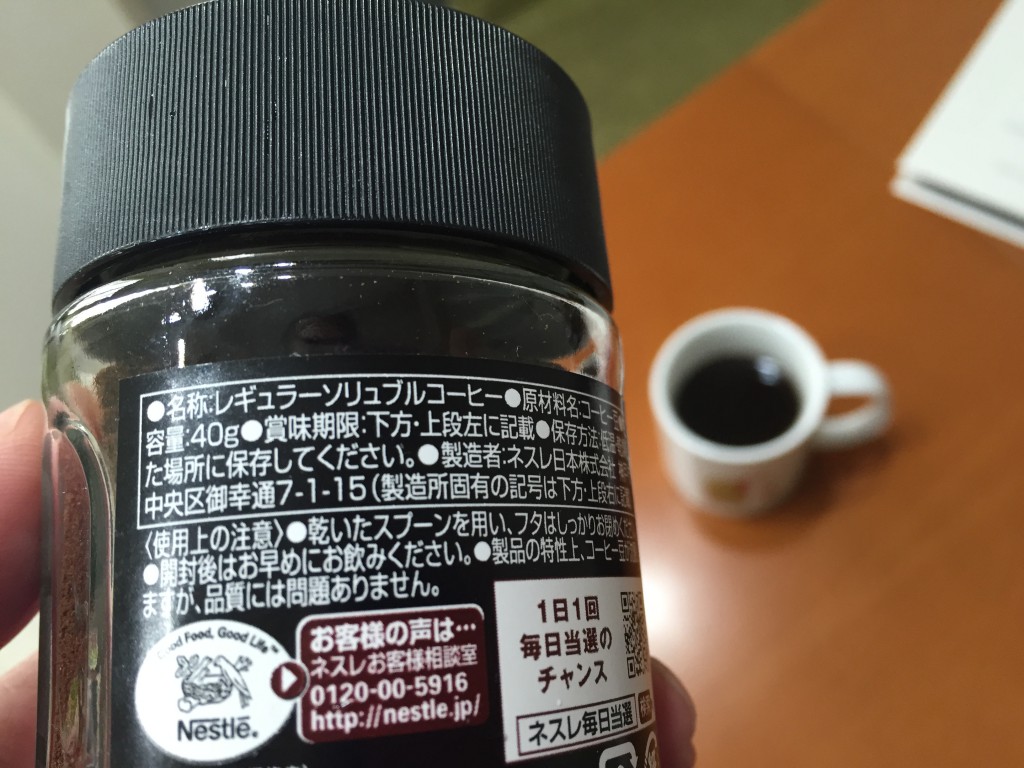 ●名称:レギュラーソリュブルコーヒー●原材料名:コーヒー
容量:40g●賞味期限:下方・上段左に記載●保存方法:
た場所に保存してください。●製造者:ネスレ日本株式会社
中央区御幸通7-1-15(製造所固有の記号は下方・上段右に
〈使用上の注意〉●乾いたスプーンを用い、フタはしっかりお閉めください
●開封後はお早めにお飲みください。●製品の特性上、コーヒー
ますが、品質には問題ありません。
Good Food, Good Life™
Nestlé®
お客様の声は…
ネスレお客様相談室
0120-00-5916
http://nestle.jp/
1日1回
毎日当選の
チャンス
ネスレ毎日当選